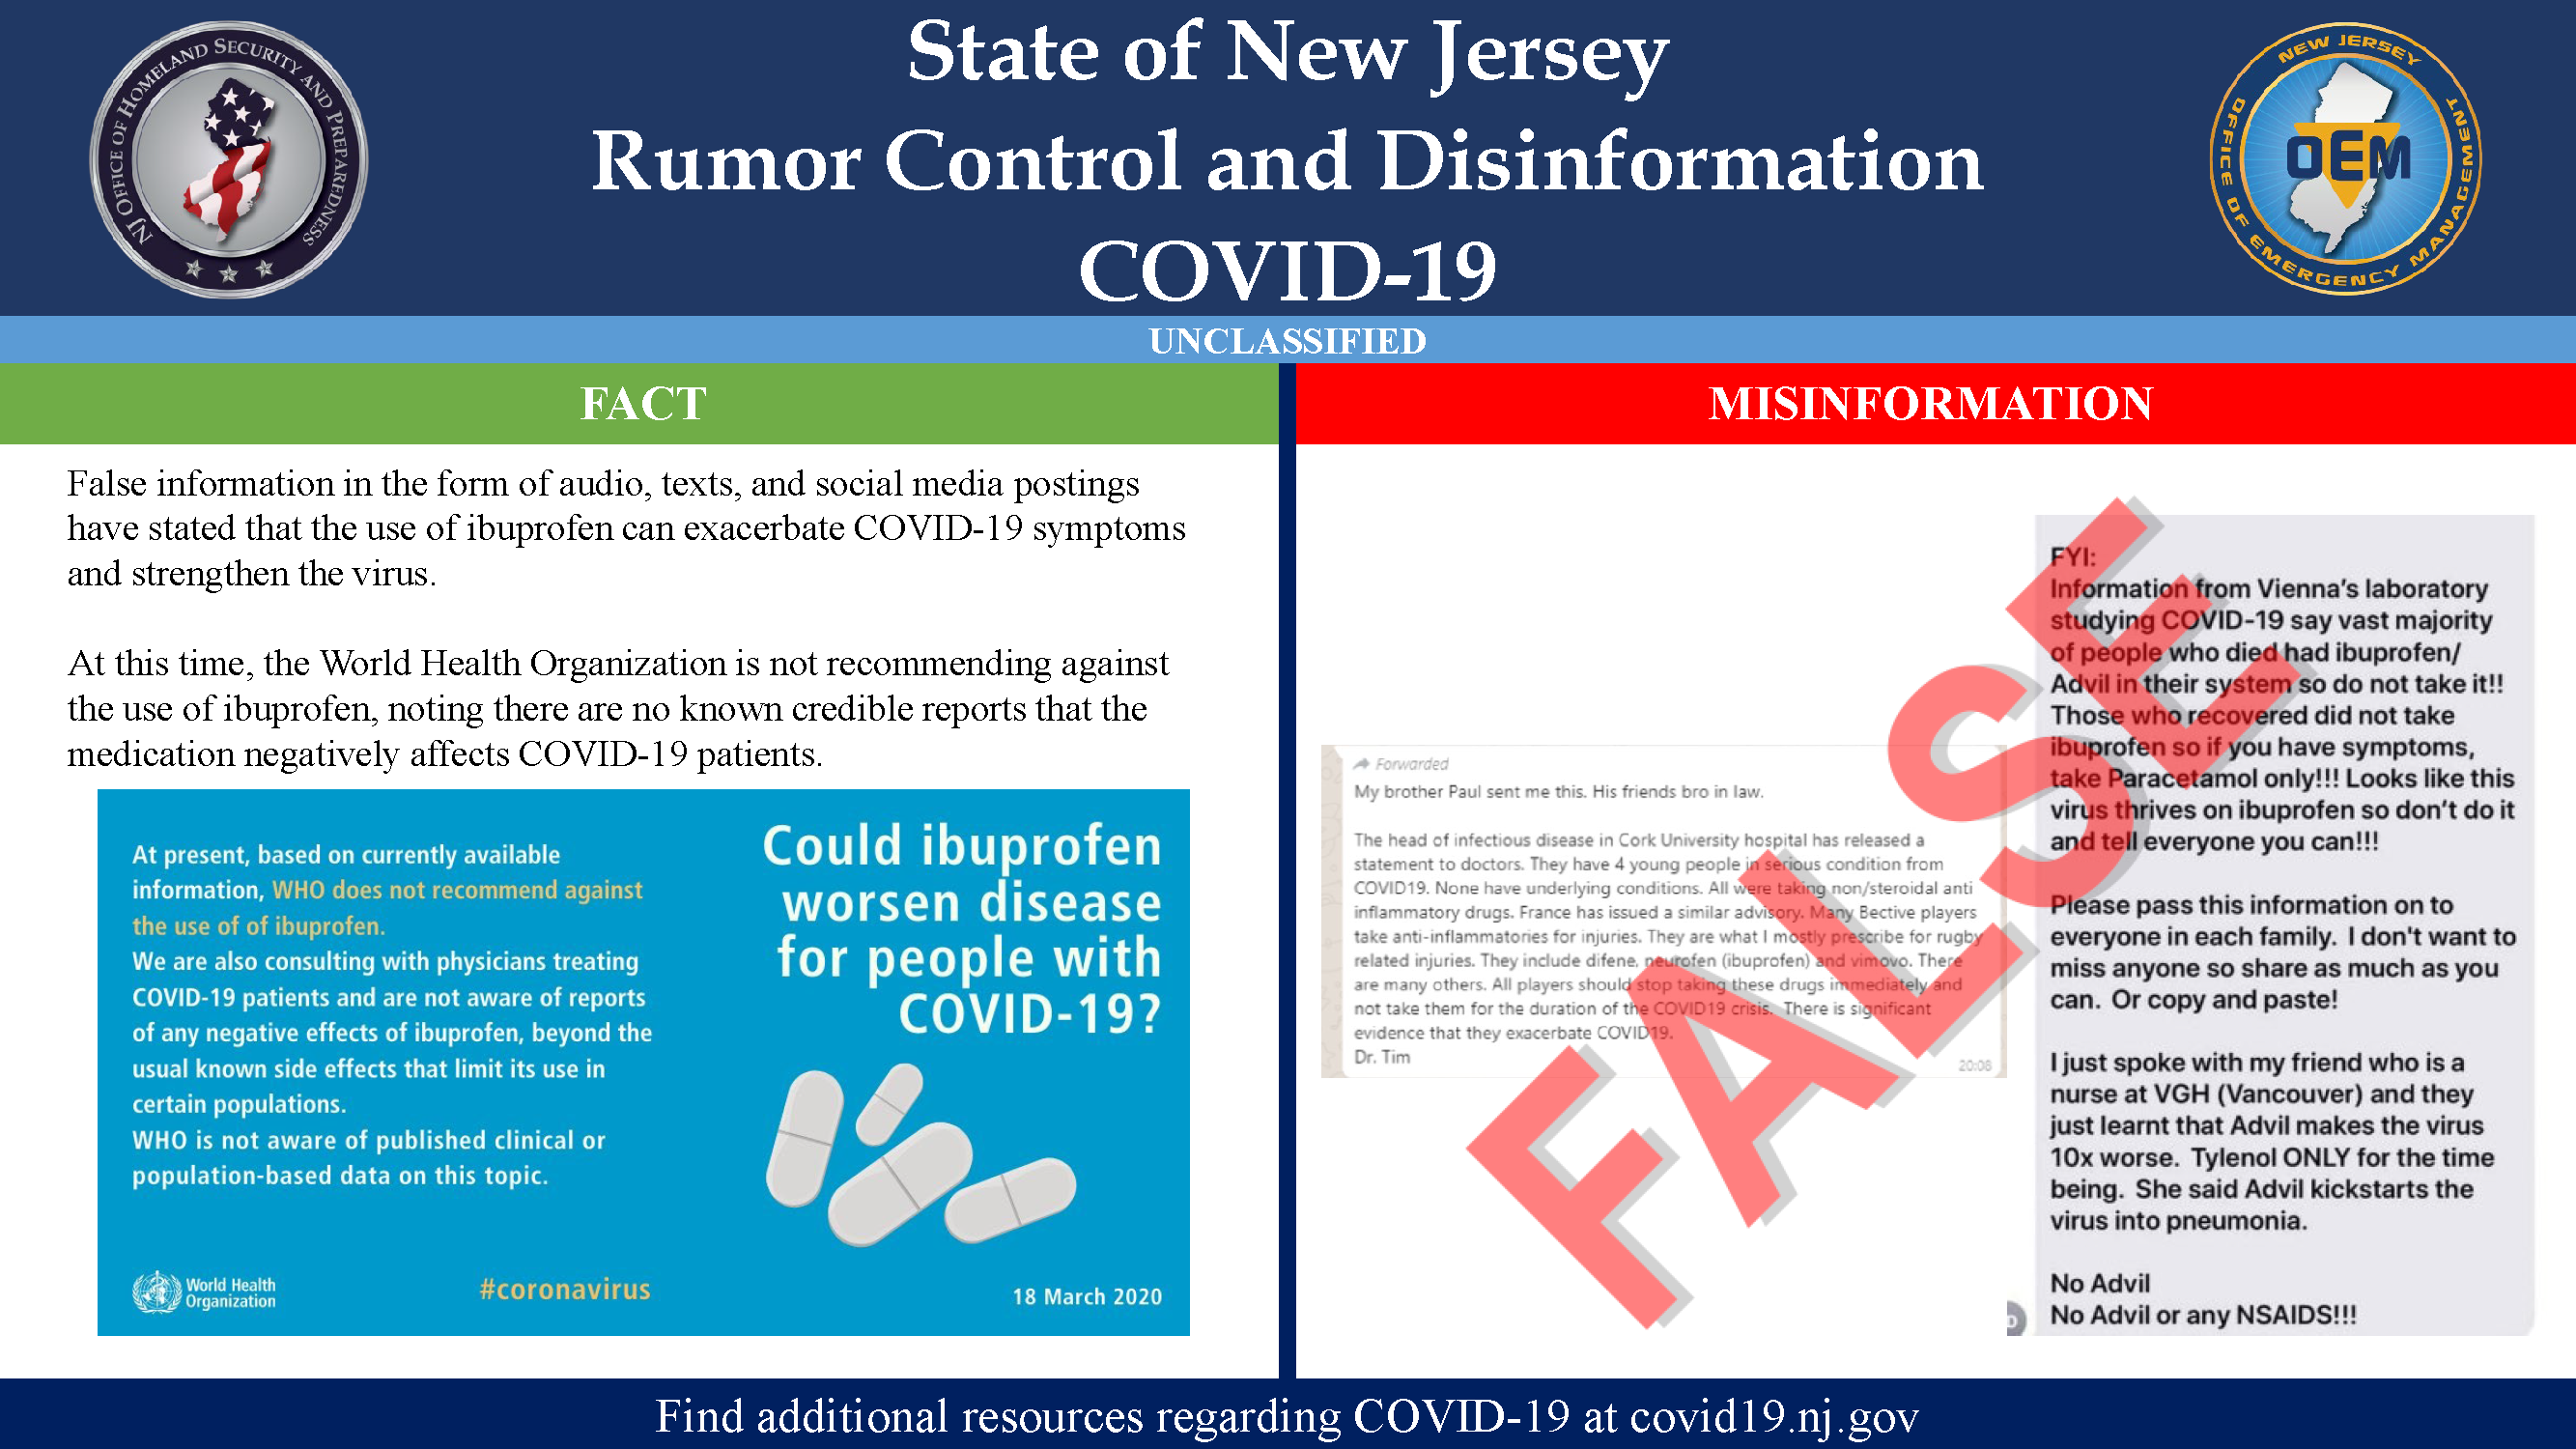 NJ OFFICE OF HOMELAND SECURITY AND PREPAREDNESS
State of New Jersey
Rumor Control and Disinformation
COVID-19
NEW JERSEY
OEM
OFFICE OF EMERGENCY MANAGEMENT
UNCLASSIFIED
FACT
False information in the form of audio, texts, and social media postings
have stated that the use of ibuprofen can exacerbate COVID-19 symptoms
and strengthen the virus.
At this time, the World Health Organization is not recommending against
the use of ibuprofen, noting there are no known credible reports that the
medication negatively affects COVID-19 patients.
At present, based on currently available
information, WHO does not recommend against
the use of of ibuprofen.
We are also consulting with physicians treating
COVID-19 patients and are not aware of reports
of any negative effects of ibuprofen, beyond the
usual known side effects that limit its use in
certain populations.
WHO is not aware of published clinical or
population-based data on this topic.
Could ibuprofen
worsen disease
for people with
COVID-19?
World Health
Organization
#coronavirus
18 March 2020
MISINFORMATION
Forwarded
My brother Paul sent me this. His friends bro in law.
The head of infectious disease in Cork University hospital has released a
statement to doctors. They have 4 young people in serious condition from
COVID19. None have underlying conditions. All were taking non/steroidal anti
inflammatory drugs. France has issued a similar advisory. Many Bective players
take anti-inflammatories for injuries. They are what I mostly prescribe for rugby
related injuries. They include difene, neurofen (ibuprofen) and vimovo. There
are many others. All players should stop taking these drugs immediately and
not take them for the duration of the COVID19 crisis. There is significant
evidence that they exacerbate COVID19.
Dr. Tim
20:08
FALSE
FYI:
Information from Vienna's laboratory
studying COVID-19 say vast majority
of people who died had ibuprofen/
Advil in their system so do not take it!!
Those who recovered did not take
ibuprofen so if you have symptoms,
take Paracetamol only!!! Looks like this
virus thrives on ibuprofen so don't do it
and tell everyone you can!!!
Please pass this information on to
everyone in each family. I don't want to
miss anyone so share as much as you
can. Or copy and paste!
I just spoke with my friend who is a
nurse at VGH (Vancouver) and they
just learnt that Advil makes the virus
10x worse. Tylenol ONLY for the time
being. She said Advil kickstarts the
virus into pneumonia.
No Advil
No Advil or any NSAIDS!!!
Find additional resources regarding COVID-19 at covid19.nj.gov